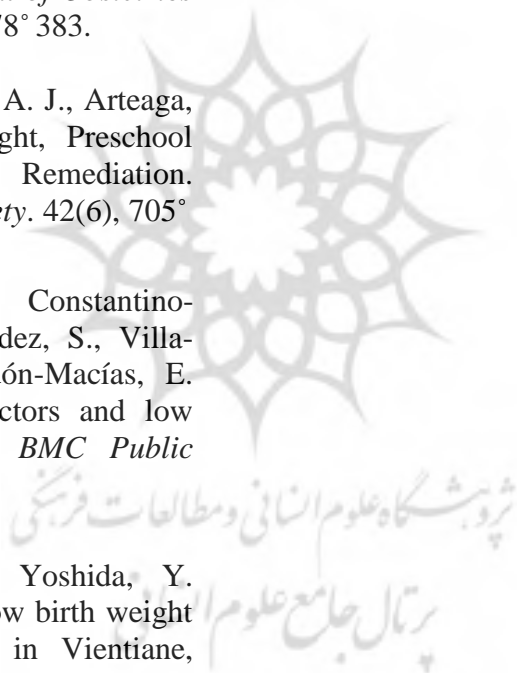 78˚ 383.
A. J., Arteaga,
ght, Preschool
Remediation.
ety. 42(6), 705˚
Constantino-
dez, S., Villa-
ón-Macías, E.
ctors and low
BMC Public
پژوهشگاه علوم انسانی و مطالعات فرهنگی
Yoshida, Y.
ow birth weight
پرتال جامع علوم انسانی
in Vientiane,